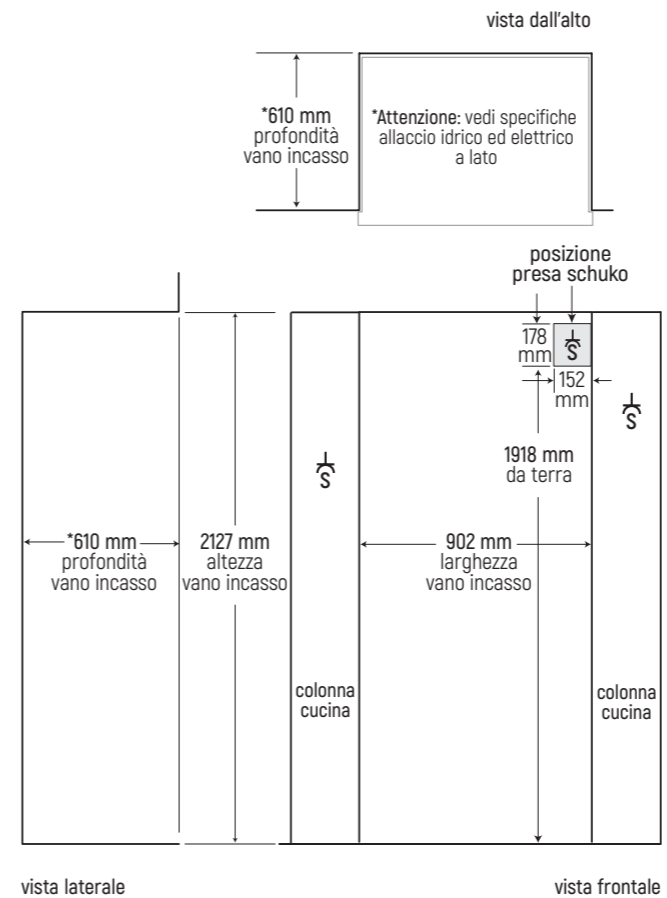 vista dall'alto
*610 mm
profondità
vano incasso
*Attenzione: vedi specifiche
allaccio idrico ed elettrico
a lato
posizione
presa schuko
178
mm
S
152
mm
S
1918 mm
da terra
S
*610 mm
profondità
vano incasso
2127 mm
altezza
vano incasso
902 mm
larghezza
vano incasso
colonna
cucina
colonna
cucina
vista laterale
vista frontale